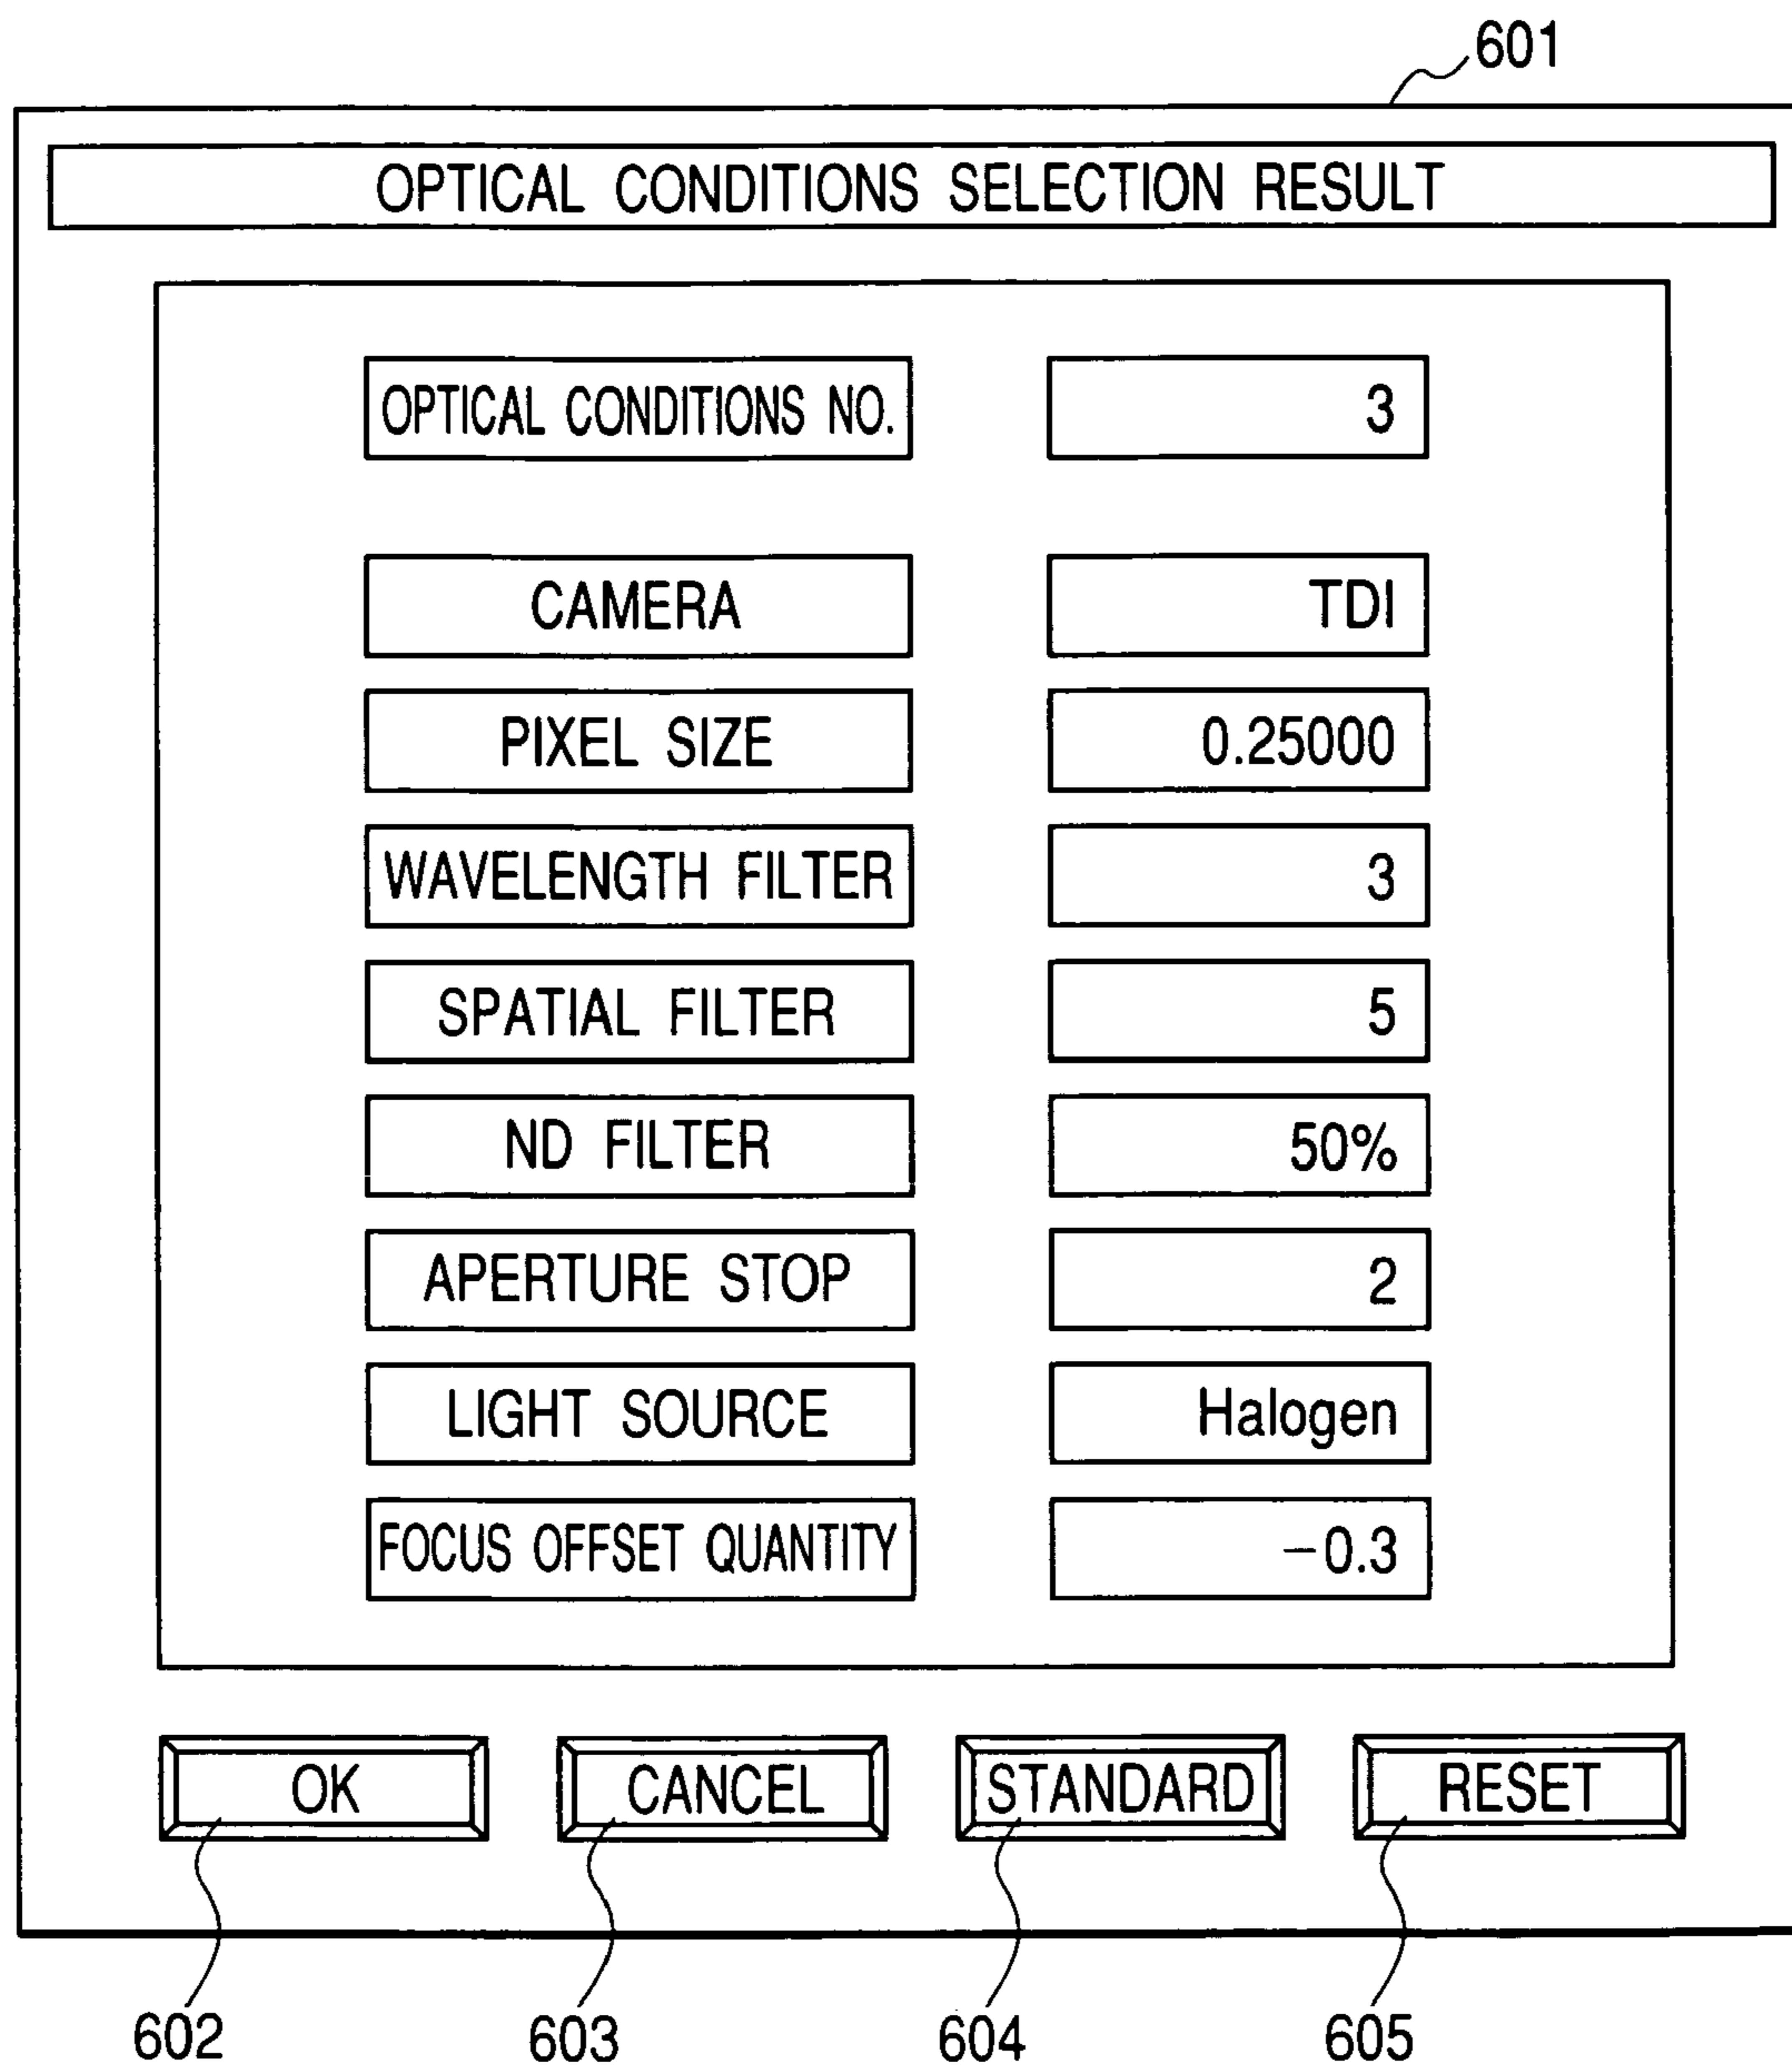 601
OPTICAL CONDITIONS SELECTION RESULT
OPTICAL CONDITIONS NO. 3
CAMERA TDI
PIXEL SIZE 0.25000
WAVELENGTH FILTER 3
SPATIAL FILTER 5
ND FILTER 50%
APERTURE STOP 2
LIGHT SOURCE Halogen
FOCUS OFFSET QUANTITY −0.3
OK CANCEL STANDARD RESET
602 603 604 605